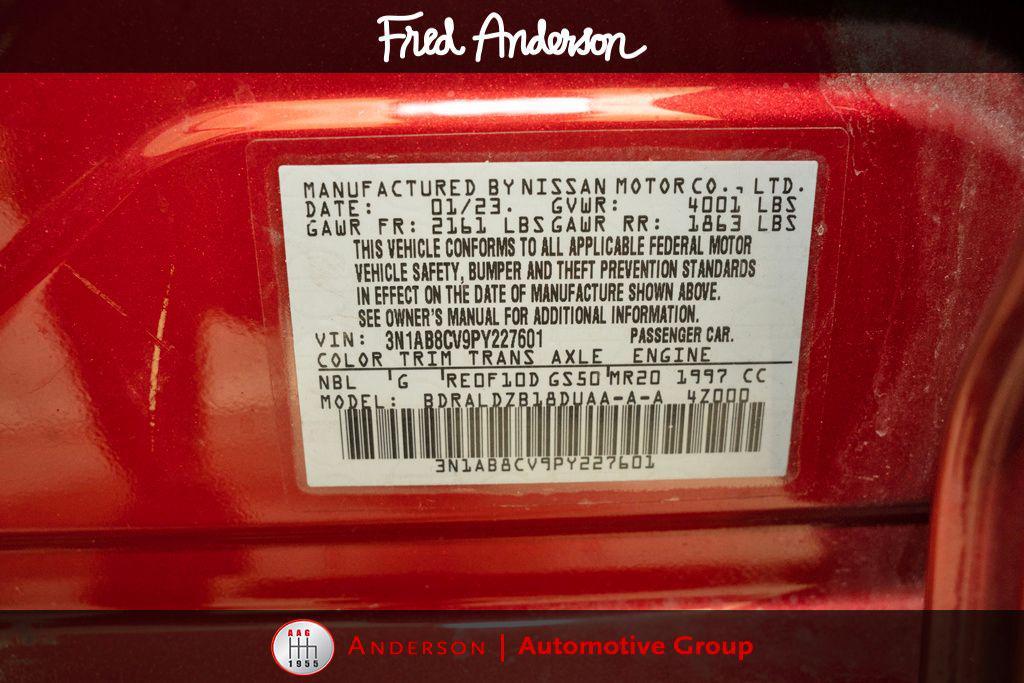 Fred Anderson
MANUFACTURED BY NISSAN MOTOR CO., LTD.
DATE: 01/23. GVWR: 4001 LBS
GAWR FR: 2161 LBS GAWR RR: 1863 LBS
THIS VEHICLE CONFORMS TO ALL APPLICABLE FEDERAL MOTOR
VEHICLE SAFETY, BUMPER AND THEFT PREVENTION STANDARDS
IN EFFECT ON THE DATE OF MANUFACTURE SHOWN ABOVE.
SEE OWNER'S MANUAL FOR ADDITIONAL INFORMATION.
VIN: 3N1AB8CV9PY227601 PASSENGER CAR.
COLOR TRIM TRANS AXLE ENGINE
NBL G RE0F10D GS50 MR20 1997 CC
MODEL: BDRALDZB18DUAA-A-A 4Z000
3N1AB8CV9PY227601
AAG
1955
ANDERSON | Automotive Group